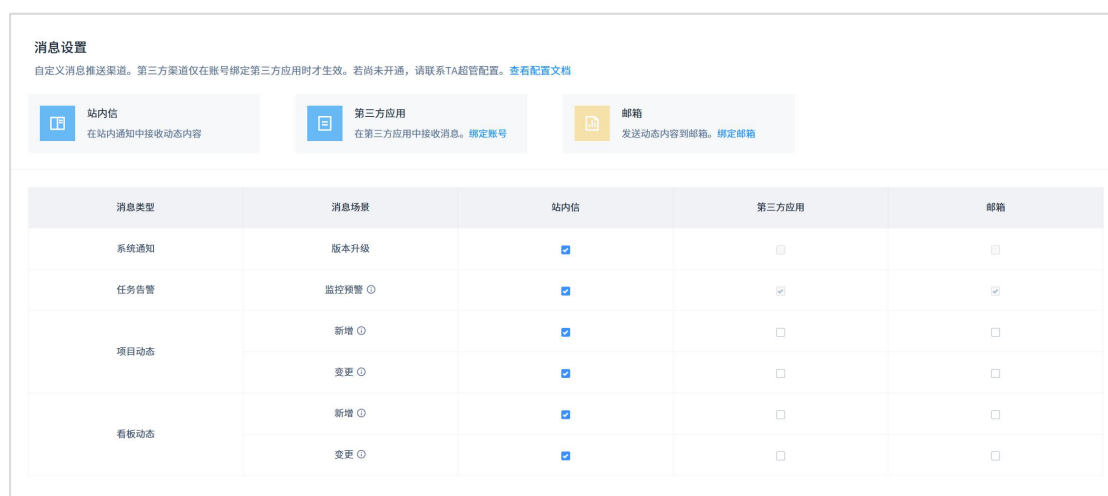 消息设置
自定义消息推送渠道。第三方渠道仅在账号绑定第三方应用时才生效。若尚未开通，请联系TA超管配置。查看配置文档
站内信
在站内通知中接收动态内容
第三方应用
在第三方应用中接收消息。绑定账号
邮箱
发送动态内容到邮箱。绑定邮箱
消息类型 消息场景 站内信 第三方应用 邮箱
系统通知 版本升级
任务告警 监控预警
项目动态
新增
变更
看板动态
新增
变更